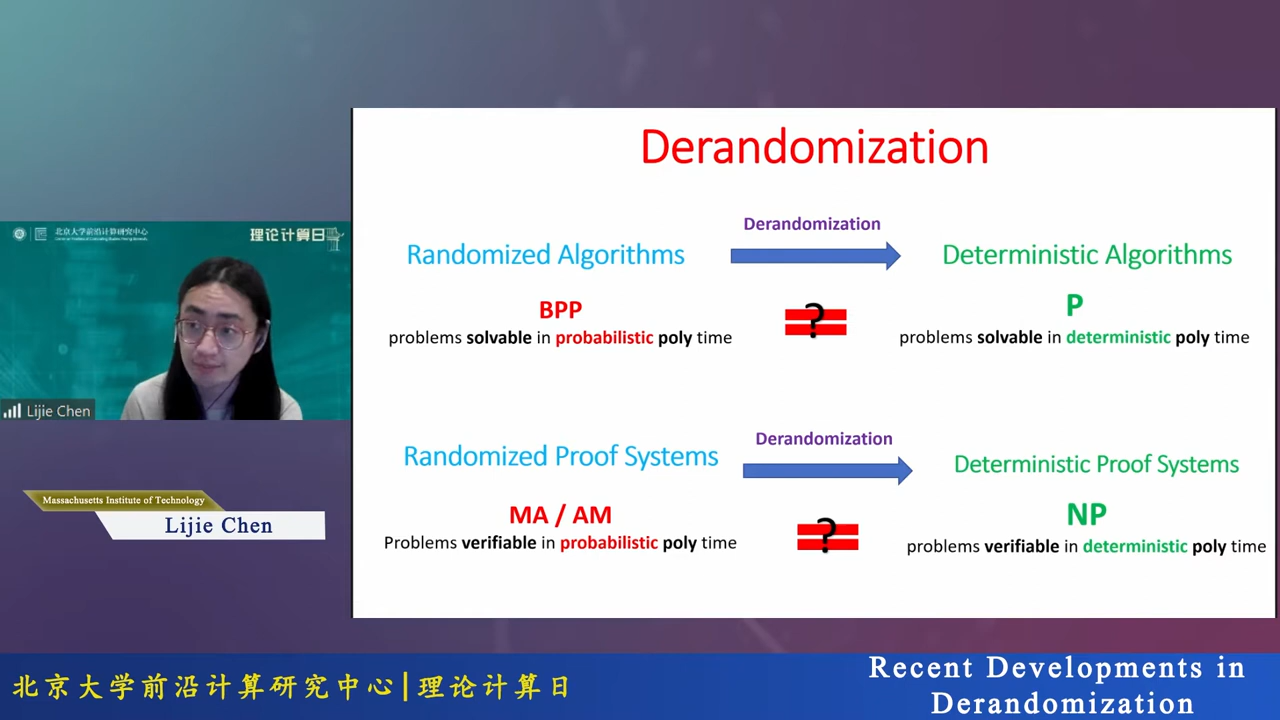 Derandomization
Derandomization
Randomized Algorithms
Deterministic Algorithms
BPP
?
P
problems solvable in probabilistic poly time
problems solvable in deterministic poly time
Derandomization
Randomized Proof Systems
Deterministic Proof Systems
MA / AM
?
NP
Problems verifiable in probabilistic poly time
problems verifiable in deterministic poly time
北京大学前沿计算研究中心
理论计算日
Lijie Chen
Massachusetts Institute of Technology
Lijie Chen
北京大学前沿计算研究中心|理论计算日
Recent Developments in
Derandomization